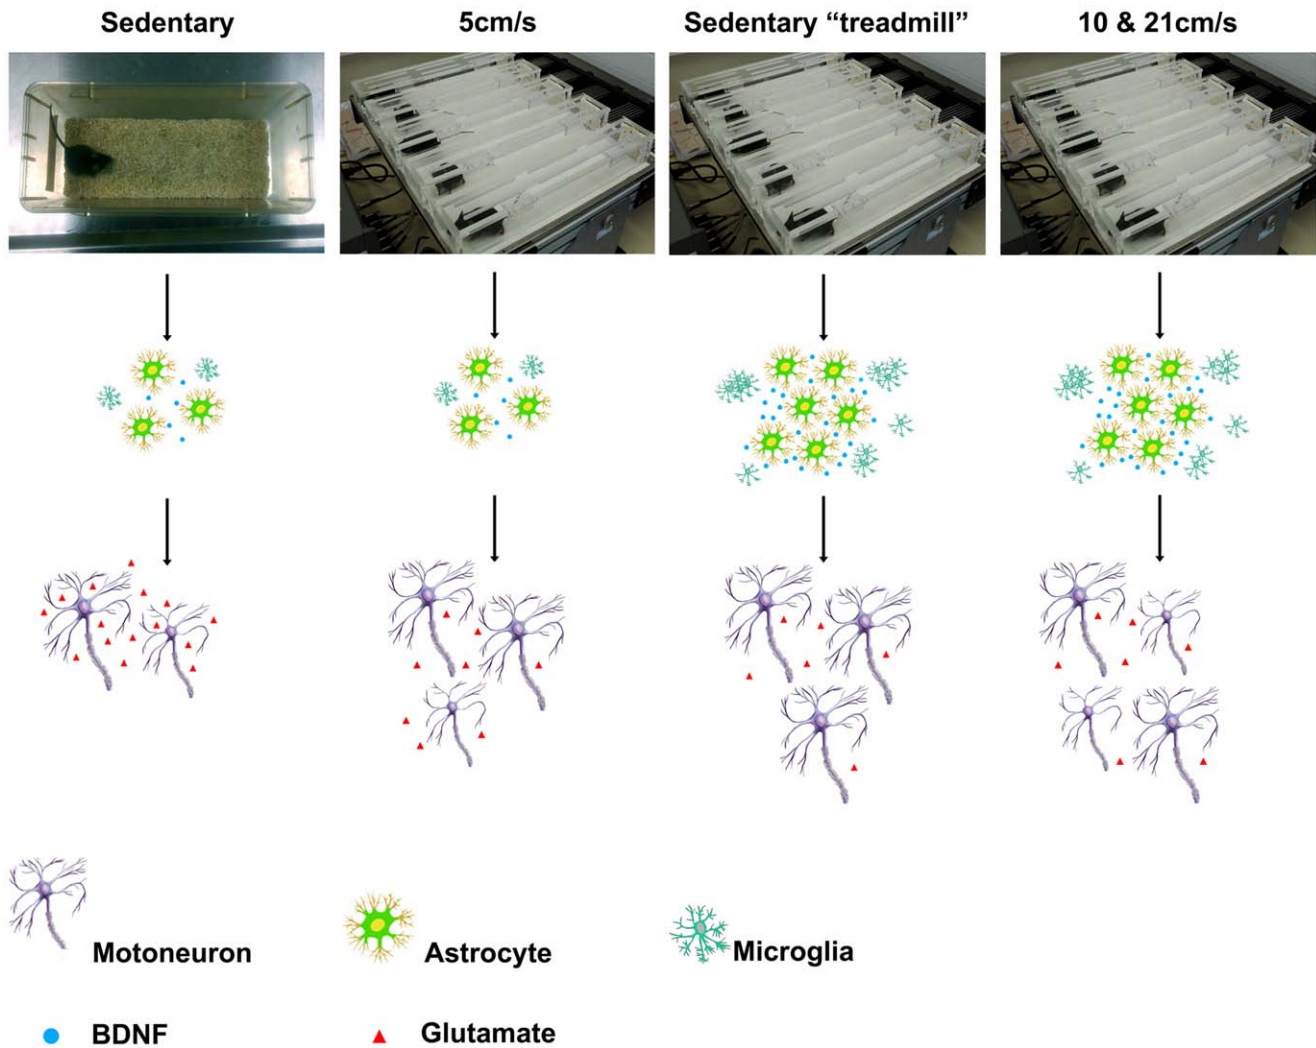 Sedentary
5cm/s
Sedentary “treadmill”
10 & 21cm/s
Motoneuron
Astrocyte
Microglia
BDNF
Glutamate